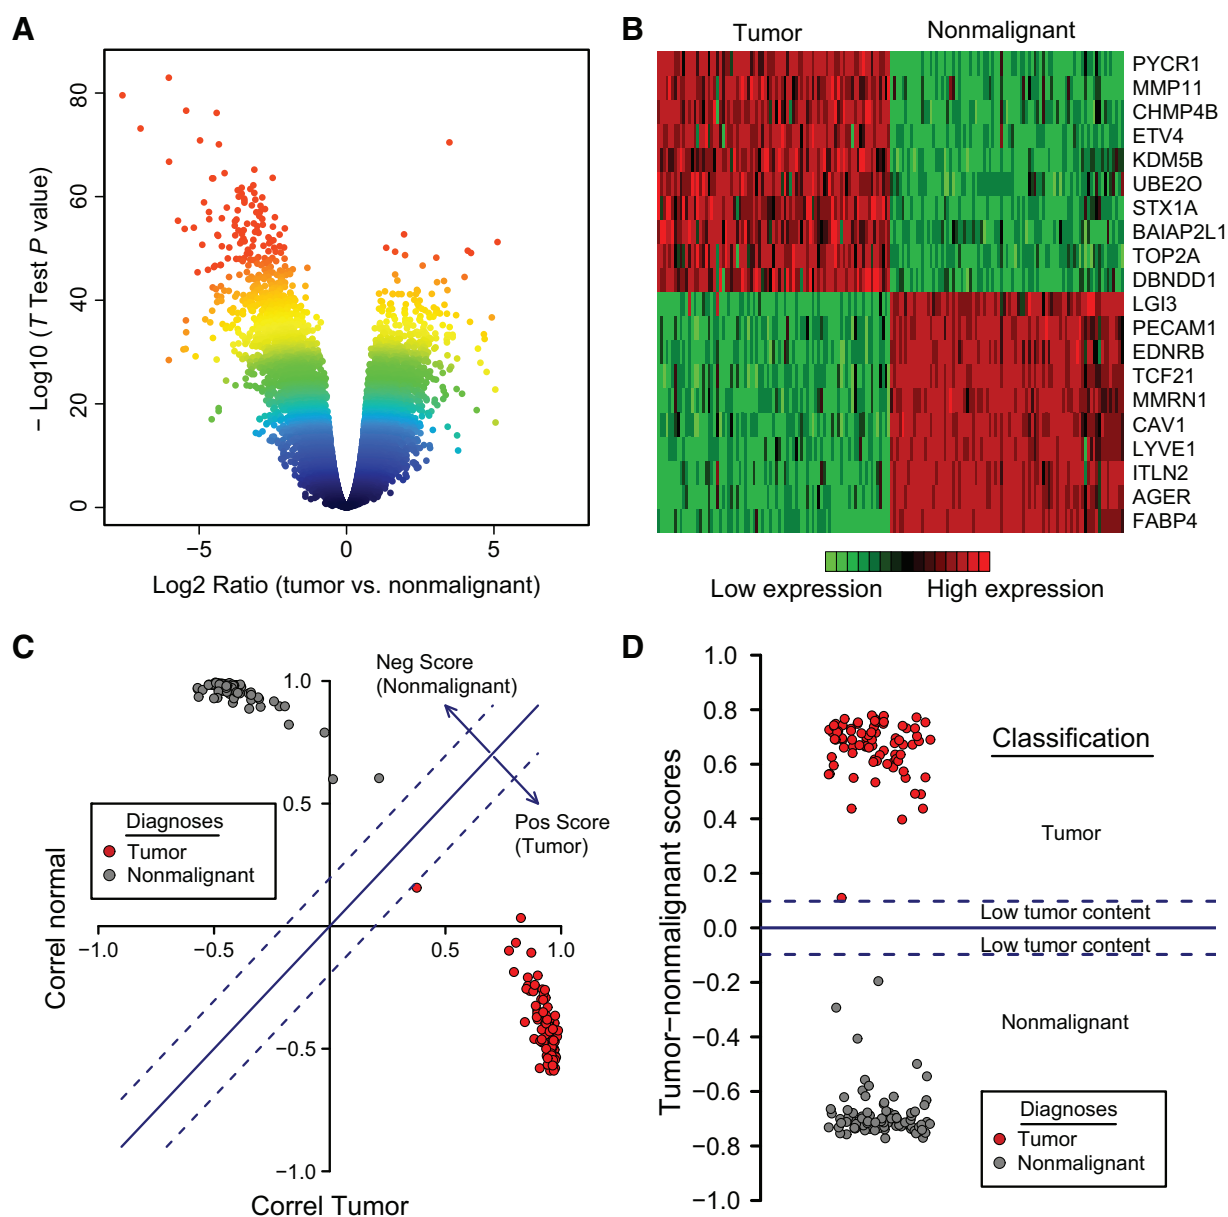 A
80
60
40
20
0
− Log10 (T Test P value)
−5
0
5
Log2 Ratio (tumor vs. nonmalignant)
B
Tumor
Nonmalignant
PYCR1
MMP11
CHMP4B
ETV4
KDM5B
UBE2O
STX1A
BAIAP2L1
TOP2A
DBNDD1
LGI3
PECAM1
EDNRB
TCF21
MMRN1
CAV1
LYVE1
ITLN2
AGER
FABP4
Low expression
High expression
C
Neg Score
(Nonmalignant)
Pos Score
(Tumor)
Diagnoses
Tumor
Nonmalignant
1.0
0.5
−0.5
−1.0
−1.0
−0.5
0.0
0.5
1.0
Correl normal
Correl Tumor
D
1.0
0.8
0.6
0.4
0.2
0.0
−0.2
−0.4
−0.6
−0.8
−1.0
Tumor−nonmalignant scores
Classification
Tumor
Low tumor content
Low tumor content
Nonmalignant
Diagnoses
Tumor
Nonmalignant